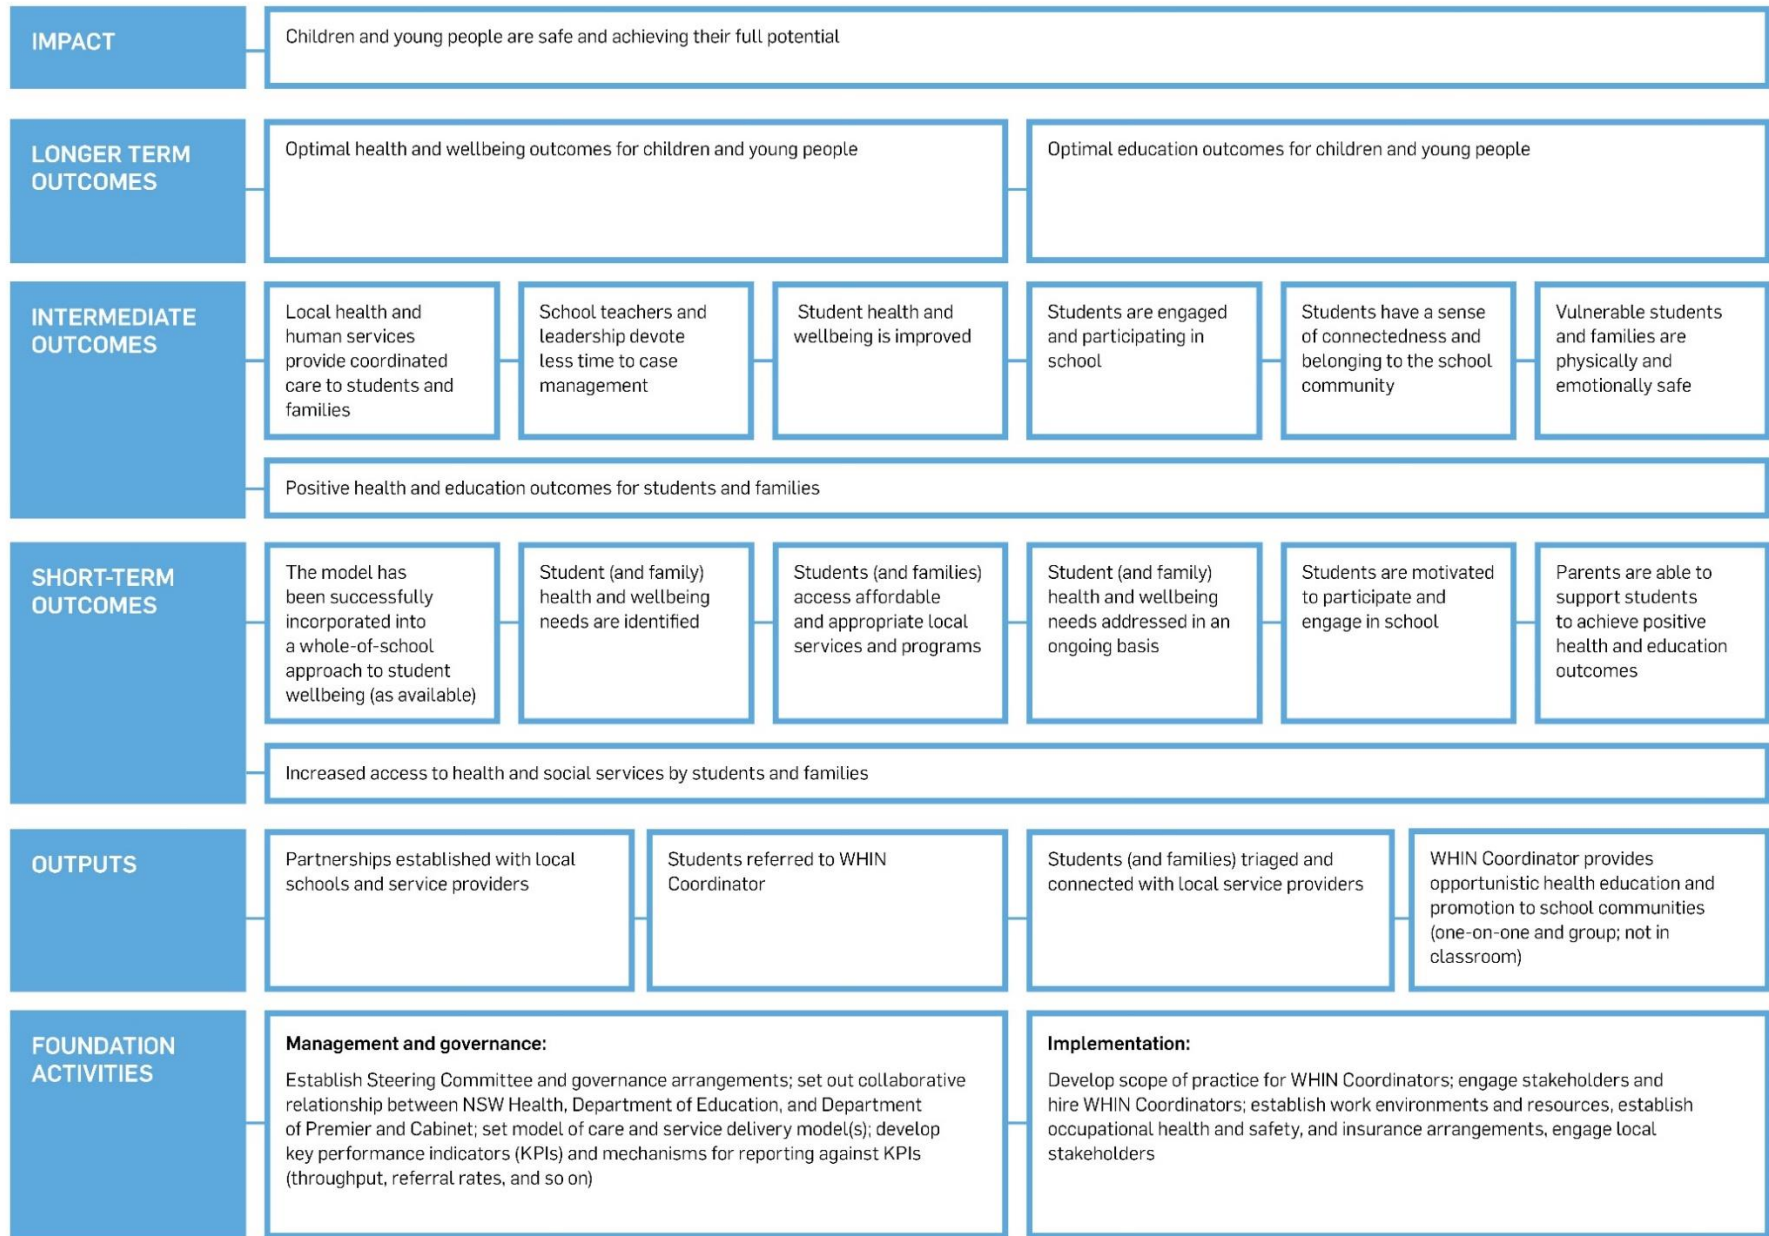 IMPACT
Children and young people are safe and achieving their full potential
LONGER TERM
OUTCOMES
Optimal health and wellbeing outcomes for children and young people
Optimal education outcomes for children and young people
INTERMEDIATE
OUTCOMES
Local health and
human services
provide coordinated
care to students and
families
School teachers and
leadership devote
less time to case
management
Student health and
wellbeing is improved
Students are engaged
and participating in
school
Students have a sense
of connectedness and
belonging to the school
community
Vulnerable students
and families are
physically and
emotionally safe
Positive health and education outcomes for students and families
SHORT-TERM
OUTCOMES
The model has
been successfully
incorporated into
a whole-of-school
approach to student
wellbeing (as available)
Student (and family)
health and wellbeing
needs are identified
Students (and families)
access affordable
and appropriate local
services and programs
Student (and family)
health and wellbeing
needs addressed in an
ongoing basis
Students are motivated
to participate and
engage in school
Parents are able to
support students
to achieve positive
health and education
outcomes
Increased access to health and social services by students and families
OUTPUTS
Partnerships established with local
schools and service providers
Students referred to WHIN
Coordinator
Students (and families) triaged and
connected with local service providers
WHIN Coordinator provides
opportunistic health education and
promotion to school communities
(one-on-one and group; not in
classroom)
FOUNDATION
ACTIVITIES
Management and governance:
Establish Steering Committee and governance arrangements; set out collaborative
relationship between NSW Health, Department of Education, and Department
of Premier and Cabinet; set model of care and service delivery model(s); develop
key performance indicators (KPIs) and mechanisms for reporting against KPIs
(throughput, referral rates, and so on)
Implementation:
Develop scope of practice for WHIN Coordinators; engage stakeholders and
hire WHIN Coordinators; establish work environments and resources, establish
occupational health and safety, and insurance arrangements, engage local
stakeholders